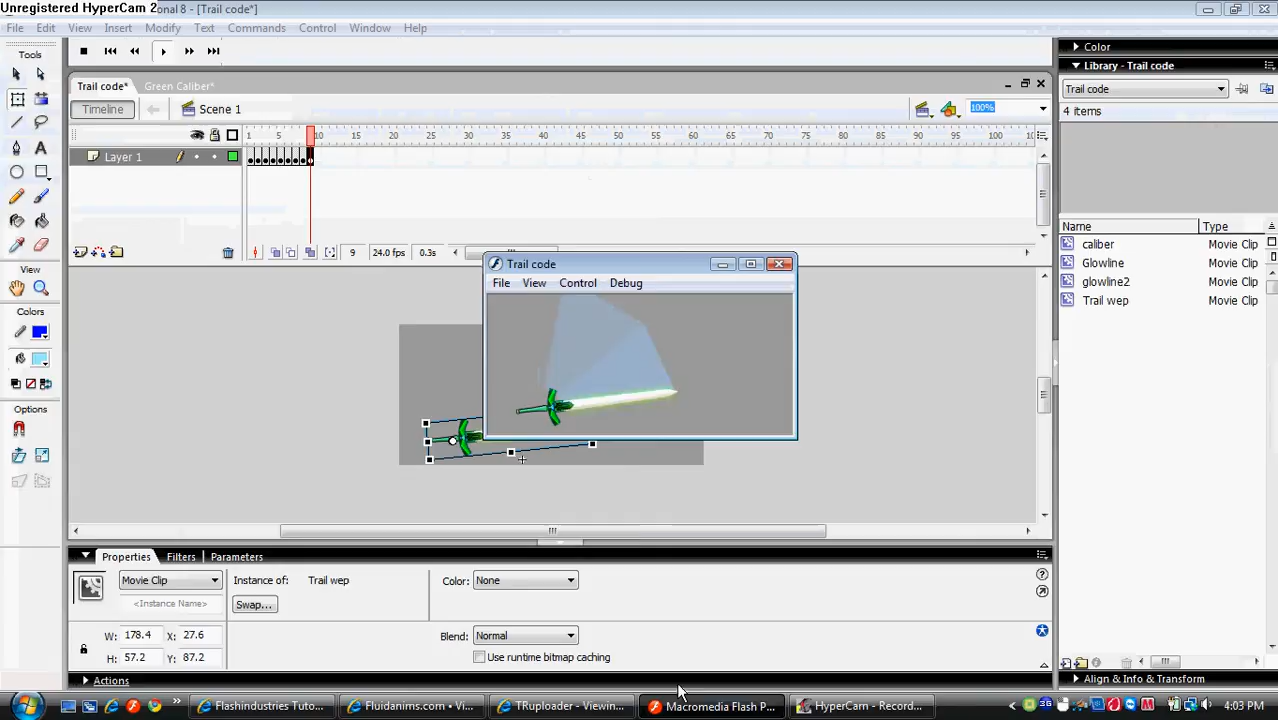 Unregistered HyperCam 2
onal 8 - [Trail code*]
File Edit View Insert Modify Text Commands Control Window Help
Tools
View
Colors
Options
Trail code* Green Caliber*
Timeline Scene 1 100%
1 5 10 15 20 25 30 35 40 45 50 55 60 65 70 75 80 85 90 95 100
Layer 1
24.0 fps 0.3s
Trail code
File View Control Debug
Properties Filters Parameters
Movie Clip Instance of: Trail wep Color: None
<Instance Name> Swap...
W: 178.4 X: 27.6 Blend: Normal
H: 57.2 Y: 87.2 Use runtime bitmap caching
Actions
Color
Library - Trail code
Trail code
4 items
Name Type
caliber Movie Clip
Glowline Movie Clip
glowline2 Movie Clip
Trail wep Movie Clip
Align & Info & Transform
Flashindustries Tuto... Fluidanims.com • Vi... TRuploader - Viewin... Macromedia Flash P... HyperCam - Record... 4:03 PM